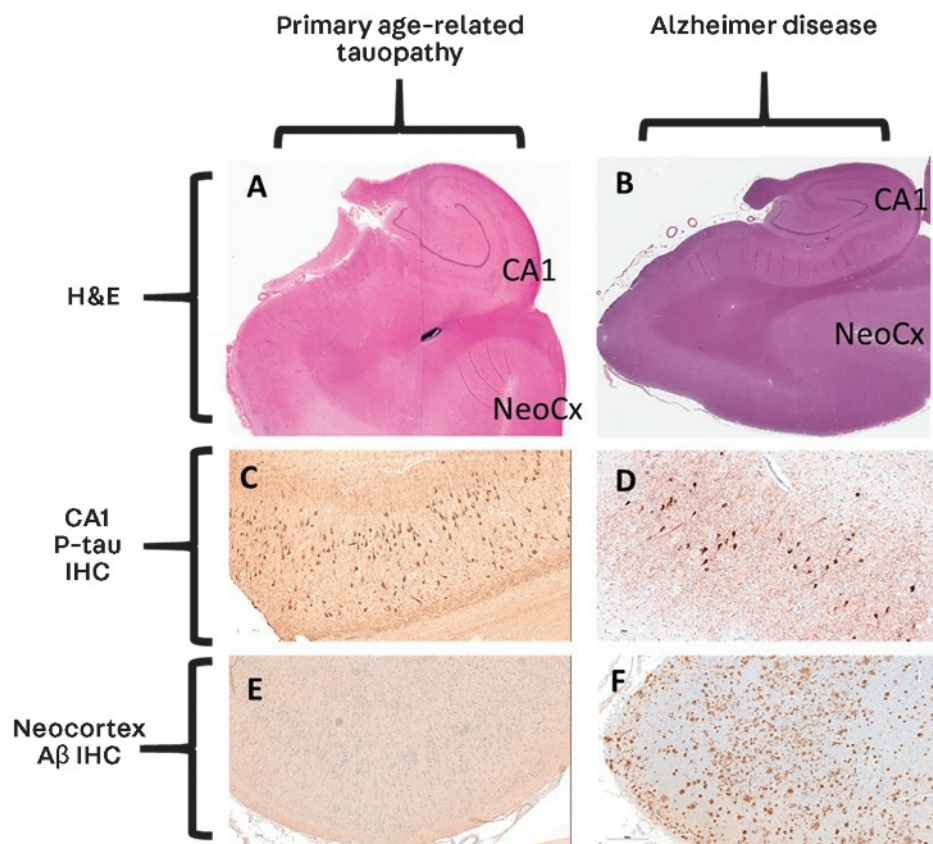 Primary age-related
tauopathy
Alzheimer disease
A
B
CA1
CA1
H&E
NeoCx
NeoCx
C
D
CA1
P-tau
IHC
E
F
Neocortex
Aβ IHC